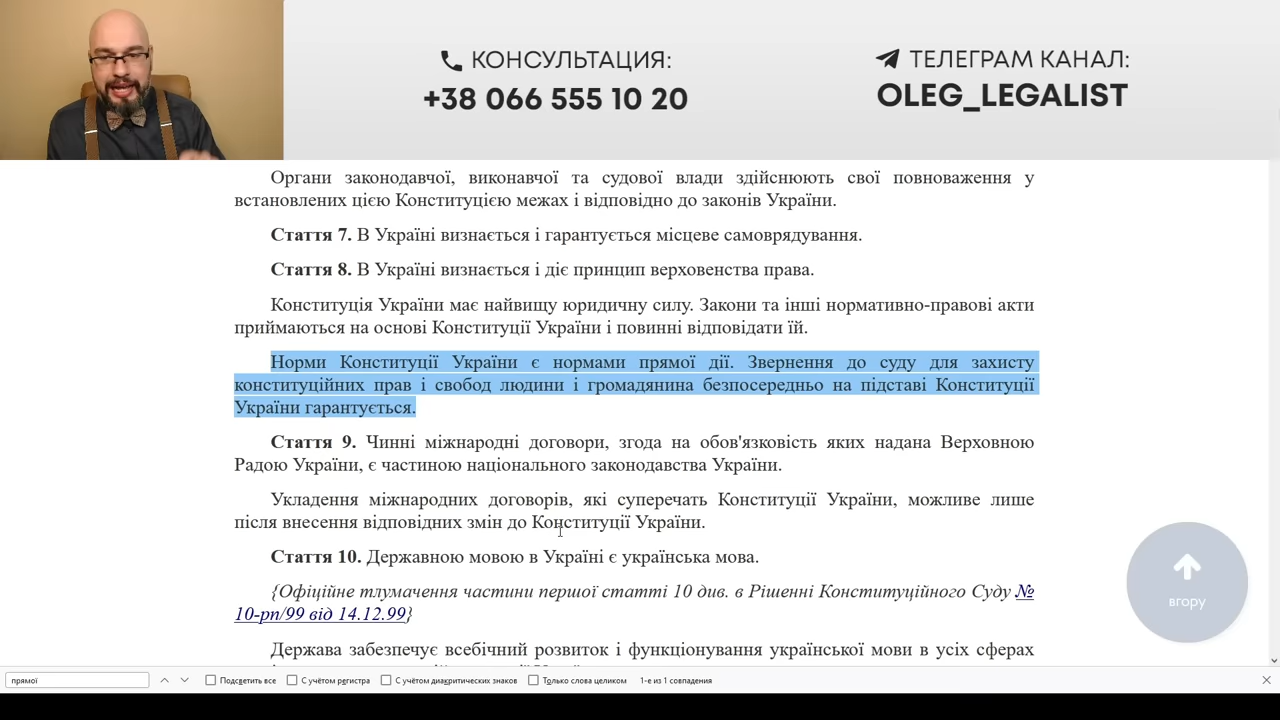 КОНСУЛЬТАЦИЯ:
+38 066 555 10 20
ТЕЛЕГРАМ КАНАЛ:
OLEG_LEGALIST
Органи законодавчої, виконавчої та судової влади здійснюють свої повноваження у
встановлених цією Конституцією межах і відповідно до законів України.
Стаття 7. В Україні визнається і гарантується місцеве самоврядування.
Стаття 8. В Україні визнається і діє принцип верховенства права.
Конституція України має найвищу юридичну силу. Закони та інші нормативно-правові акти
приймаються на основі Конституції України і повинні відповідати їй.
Норми Конституції України є нормами прямої дії. Звернення до суду для захисту
конституційних прав і свобод людини і громадянина безпосередньо на підставі Конституції
України гарантується.
Стаття 9. Чинні міжнародні договори, згода на обов'язковість яких надана Верховною
Радою України, є частиною національного законодавства України.
Укладення міжнародних договорів, які суперечать Конституції України, можливе лише
після внесення відповідних змін до Конституції України.
Стаття 10. Державною мовою в Україні є українська мова.
{Офіційне тлумачення частини першої статті 10 див. в Рішенні Конституційного Суду №
10-рп/99 від 14.12.99}
Держава забезпечує всебічний розвиток і функціонування української мови в усіх сферах
вгору
прямої
Подсветить все
С учётом регистра
С учётом диакритических знаков
Только слова целиком
1-е из 1 совпадения